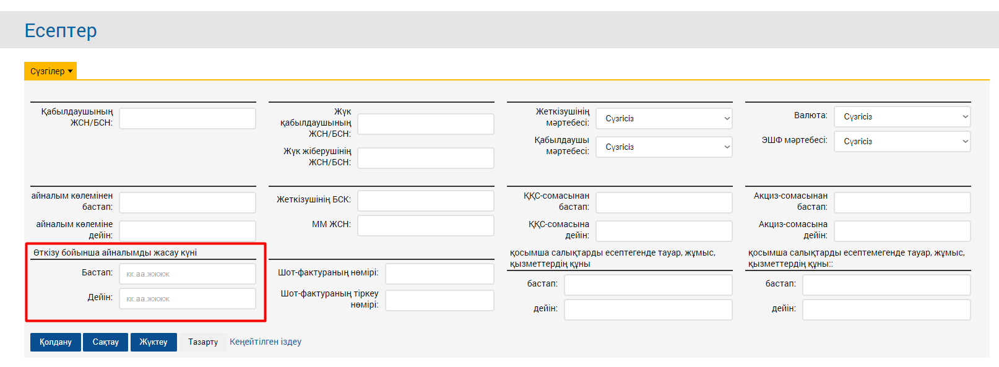 Есептер
Сүзгілер
Қабылдаушының
ЖСН/БСН:
Жүк
қабылдаушының
ЖСН/БСН:
Жүк жіберушінің
ЖСН/БСН:
Жеткізушінің
мәртебесі:
Сүзгісіз
Қабылдаушы
мәртебесі:
Сүзгісіз
Валюта:
Сүзгісіз
ЭШФ мәртебесі:
Сүзгісіз
айналым көлемінен
бастап:
айналым көлеміне
дейін:
Жеткізушінің БСК:
ММ ЖСН:
ҚҚС-сомасынан
бастап:
ҚҚС-сомасына
дейін:
Акциз-сомасынан
бастап:
Акциз-сомасына
дейін:
Өткізу бойынша айналымды жасау күні
Бастап:
кк.аа.жжжж
Дейін:
кк.аа.жжжж
Шот-фактураның нөмірі:
Шот-фактураның тіркеу
нөмірі:
қосымша салықтарды есептегенде тауар, жұмыс,
қызметтердің құны
бастап:
дейін:
қосымша салықтарды есептемегенде тауар, жұмыс,
қызметтердің құны::
бастап:
дейін:
Қолдану
Сақтау
Жүктеу
Тазарту
Кеңейтілген іздеу